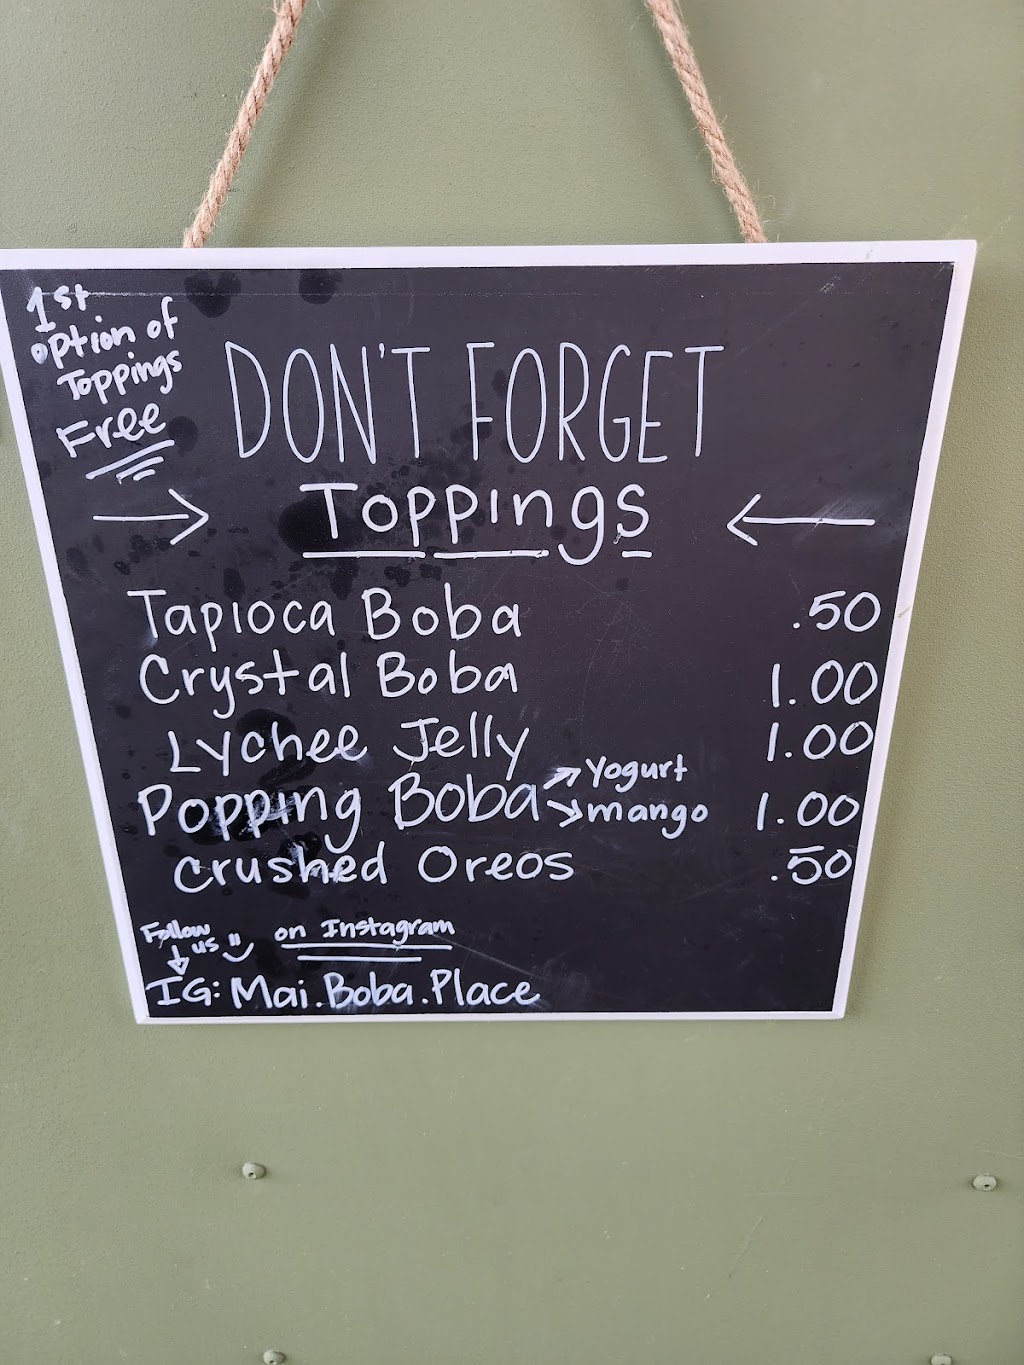 1st
option of
Toppings
Free
DON'T FORGET
Toppings
Tapioca Boba .50
Crystal Boba 1.00
Lychee Jelly 1.00
Popping Boba Yogurt mango 1.00
crushed Oreos .50
Follow us on Instagram
IG: Mai.Boba.Place